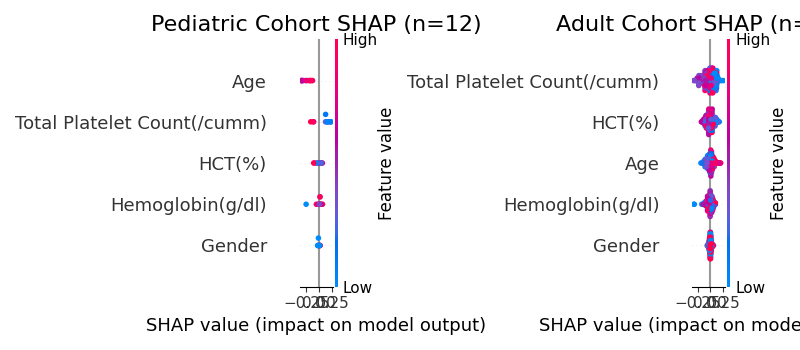 Pediatric Cohort SHAP (n=12)
High
Age
Total Platelet Count(/cumm)
HCT(%)
Hemoglobin(g/dl)
Gender
Feature value
Low
SHAP value (impact on model output)
Adult Cohort SHAP (n=
High
Total Platelet Count(/cumm)
HCT(%)
Age
Hemoglobin(g/dl)
Gender
Feature value
Low
SHAP value (impact on mode